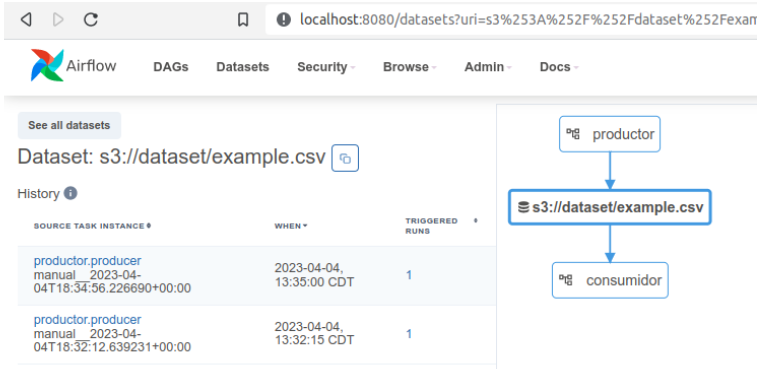 localhost:8080/datasets?uri=s3%253A%252F%252Fdataset%252Fexam
Airflow DAGs Datasets Security Browse Admin Docs
See all datasets
Dataset: s3://dataset/example.csv
History
SOURCE TASK INSTANCE WHEN TRIGGERED RUNS
productor.producer
manual__2023-04-
04T18:34:56.226690+00:00
2023-04-04,
13:35:00 CDT
1
productor.producer
manual__2023-04-
04T18:32:12.639231+00:00
2023-04-04,
13:32:15 CDT
1
productor
s3://dataset/example.csv
consumidor